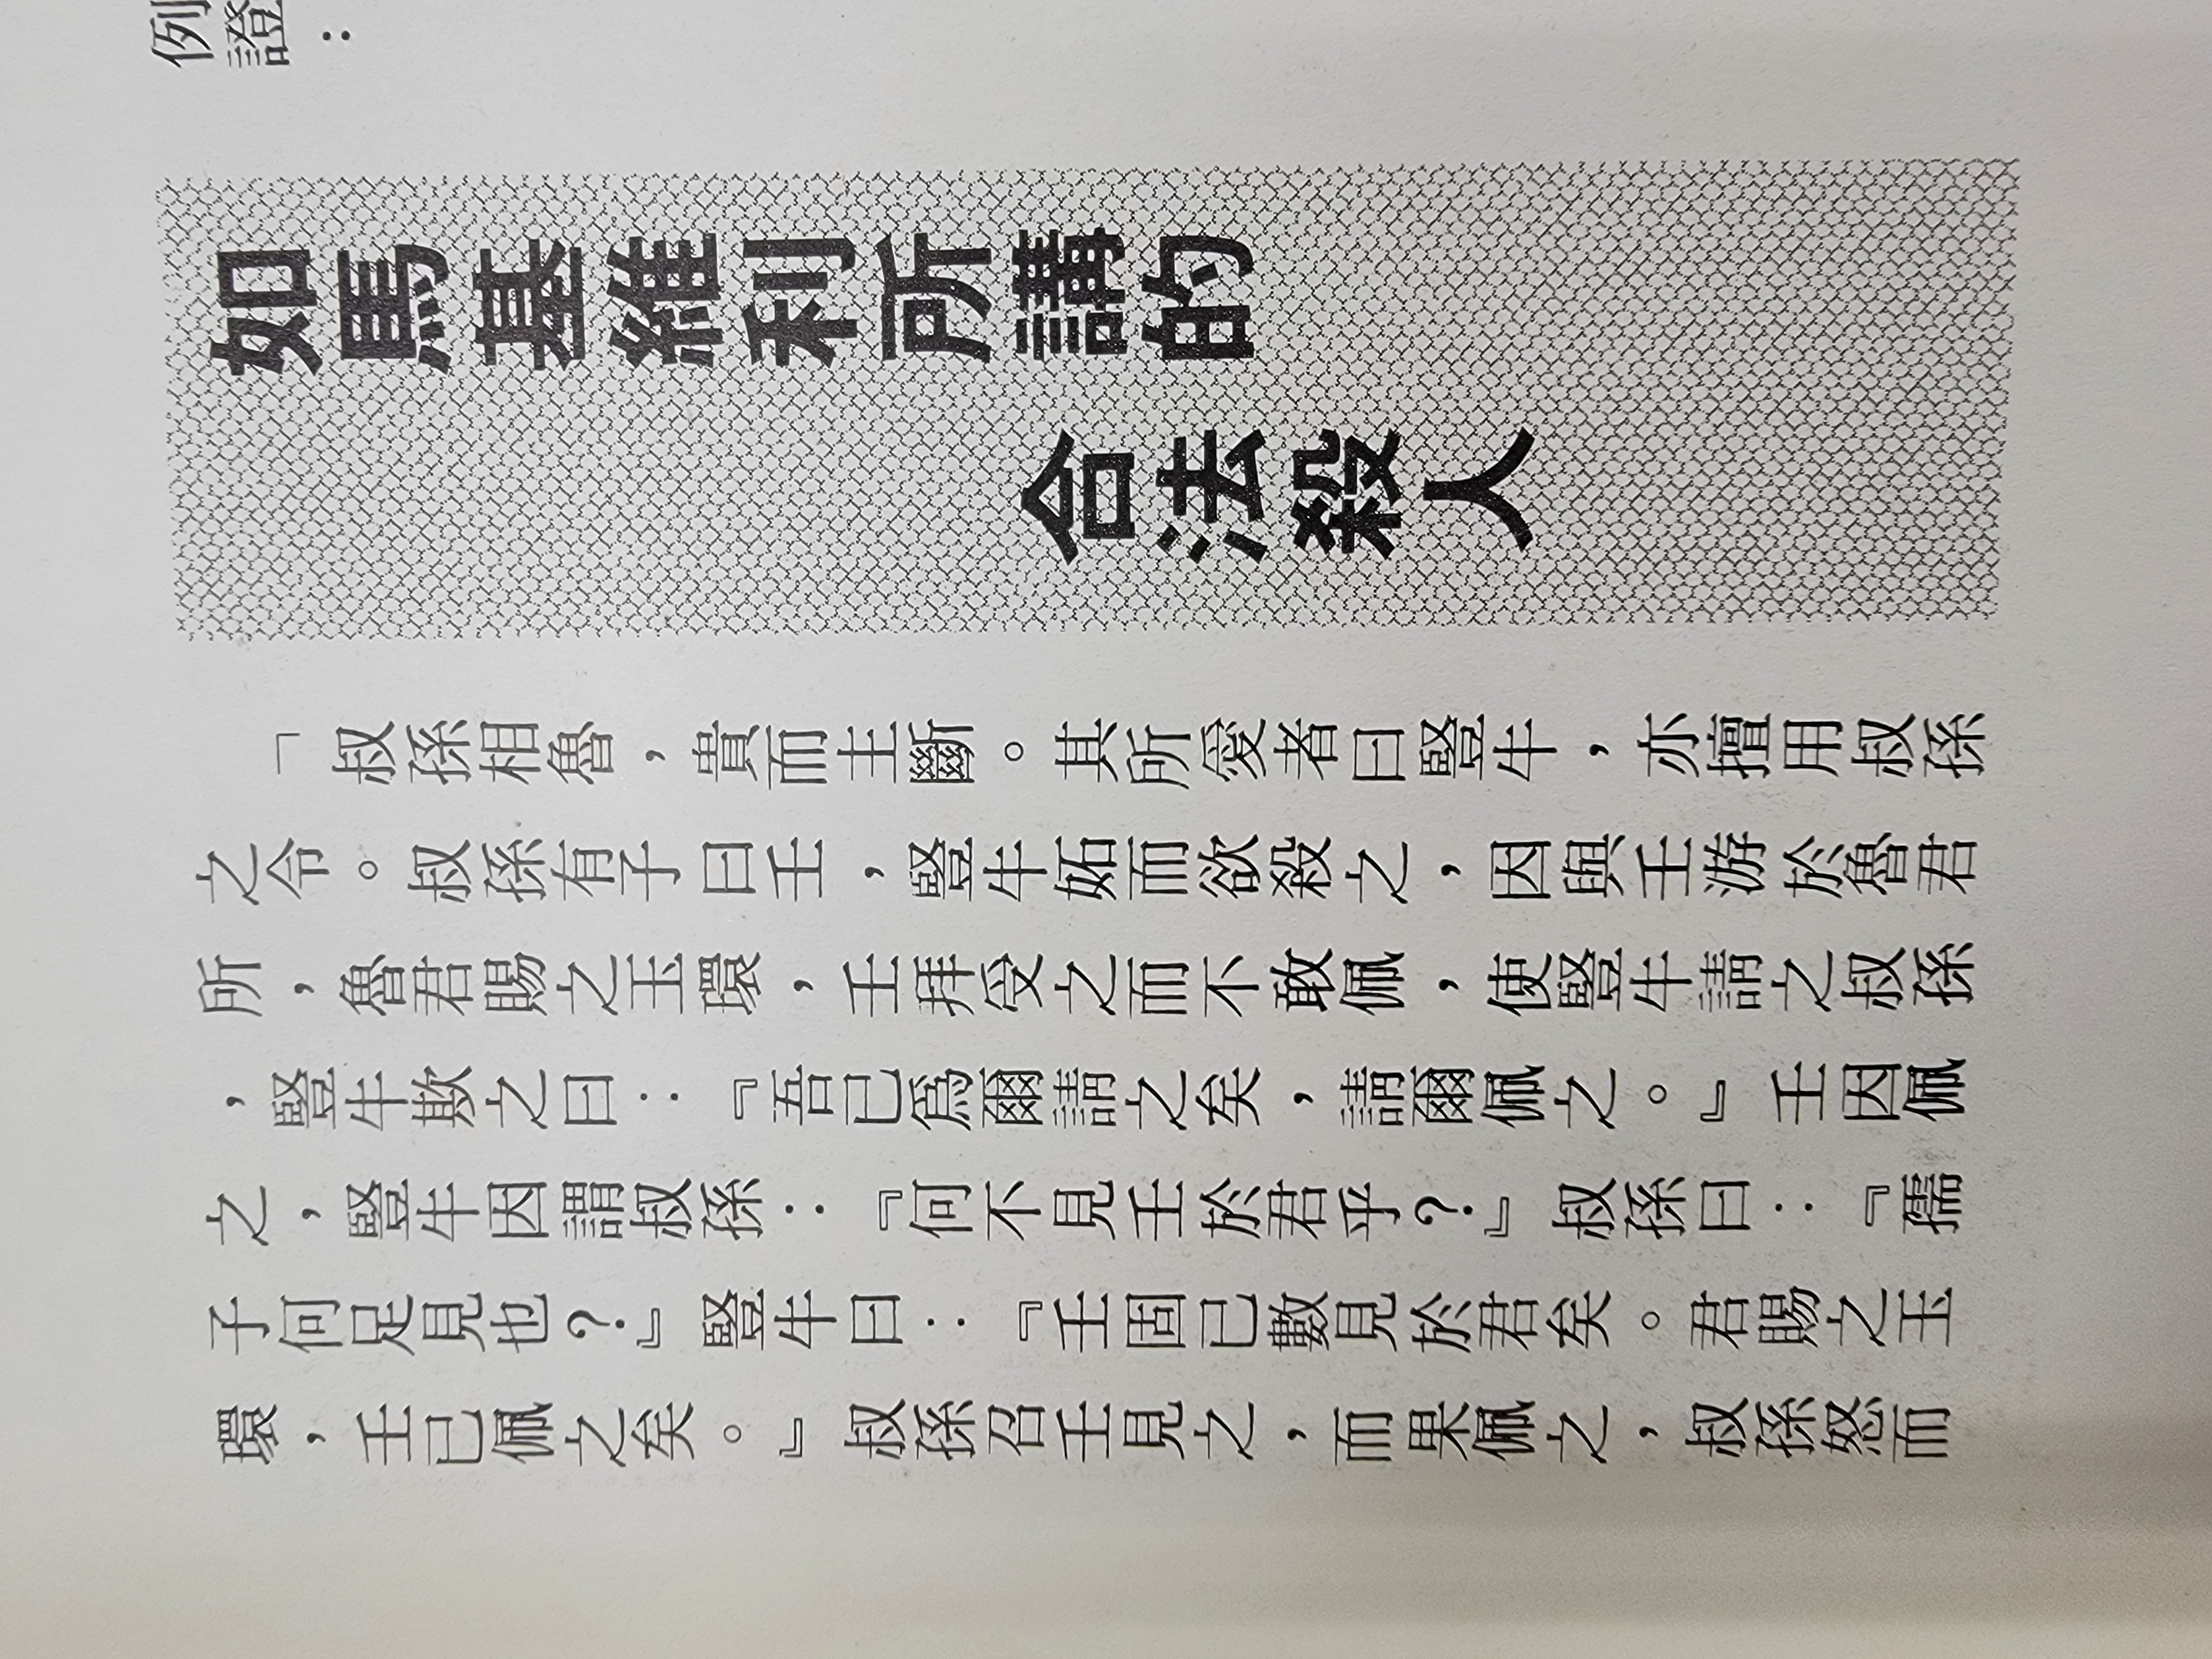 例證：
如馬基維利所講的
合法殺人
「叔孫相魯，貴而主斷。其所愛者曰豎牛，亦擅用叔孫
之令。叔孫有子曰壬，豎牛妬而欲殺之，因與壬游於魯君
所，魯君賜之玉環，壬拜受之而不敢佩，使豎牛請之叔孫
，豎牛欺之曰：『吾已爲爾請之矣，請爾佩之。』壬因佩
之，豎牛因謂叔孫：『何不見壬於君乎？』叔孫曰：『孺
子何足見也？』豎牛曰：『壬固已數見於君矣。君賜之玉
環，壬已佩之矣。』叔孫召壬見之，而果佩之，叔孫怒而